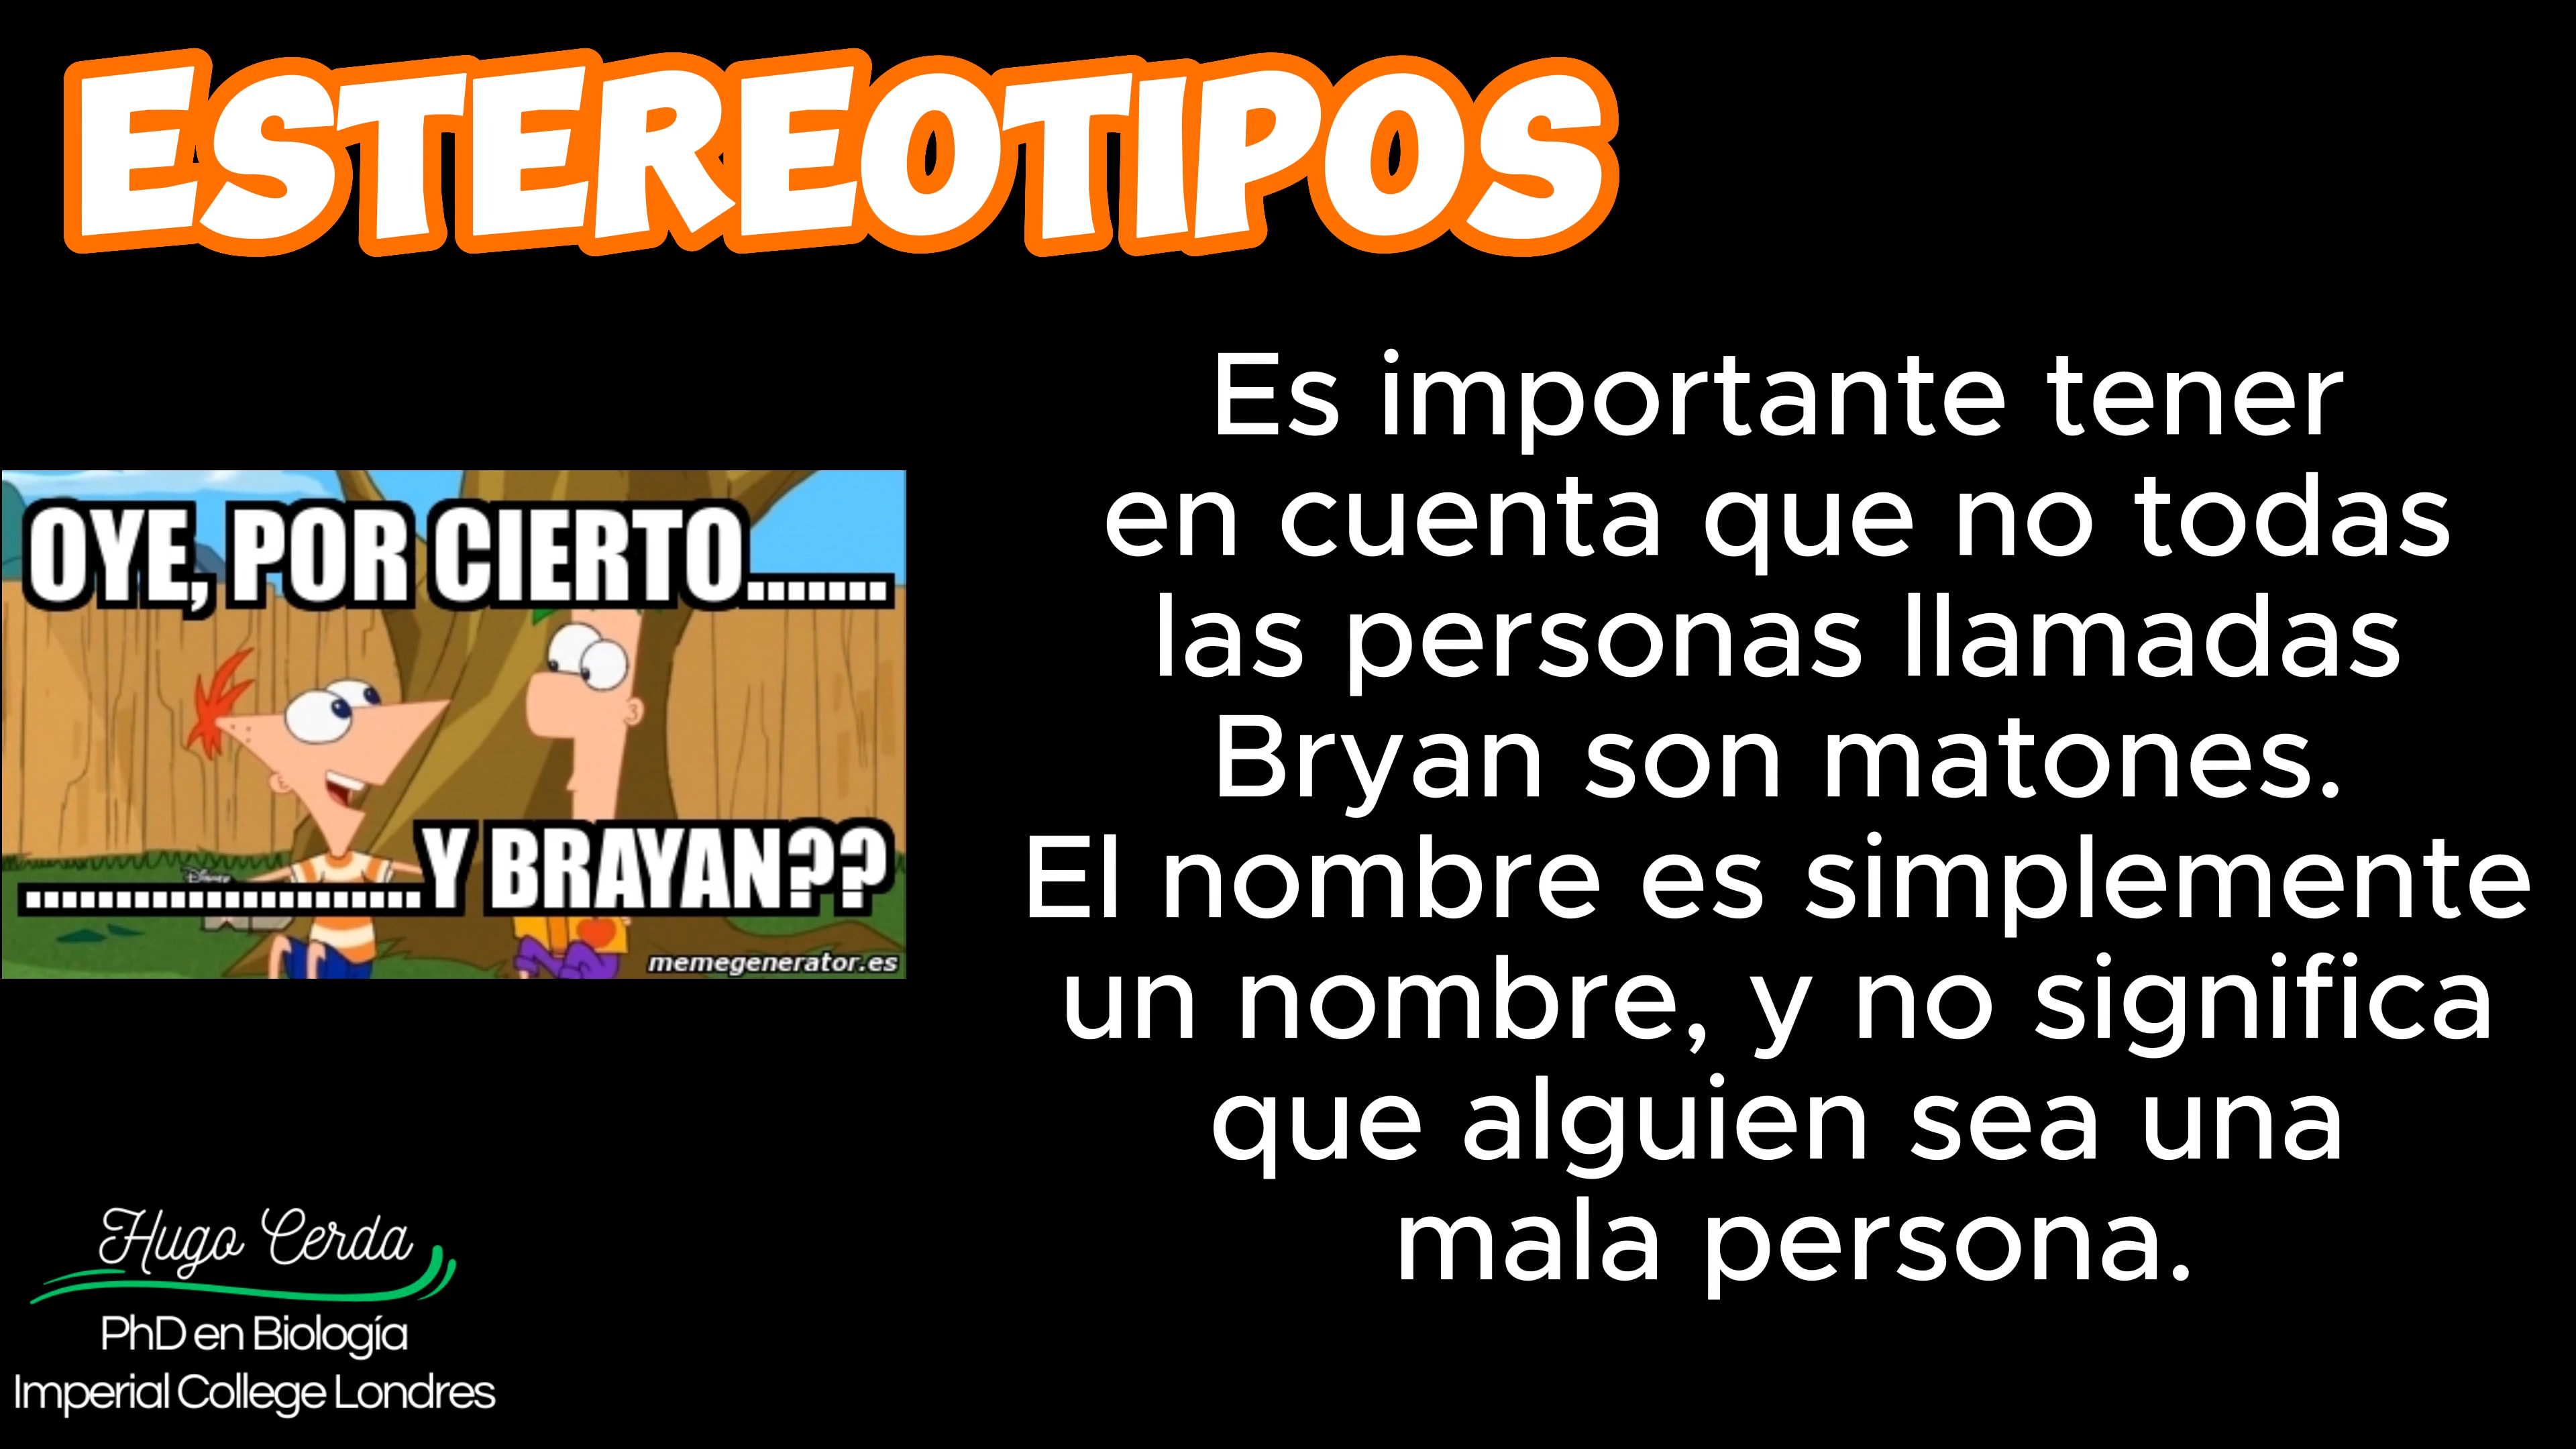 ESTEREOTIPOS
OYE, POR CIERTO.......
......................Y BRAYAN??
memegenerator.es
Es importante tener
en cuenta que no todas
las personas llamadas
Bryan son matones.
El nombre es simplemente
un nombre, y no significa
que alguien sea una
mala persona.
Hugo Cerda
PhD en Biología
Imperial College Londres